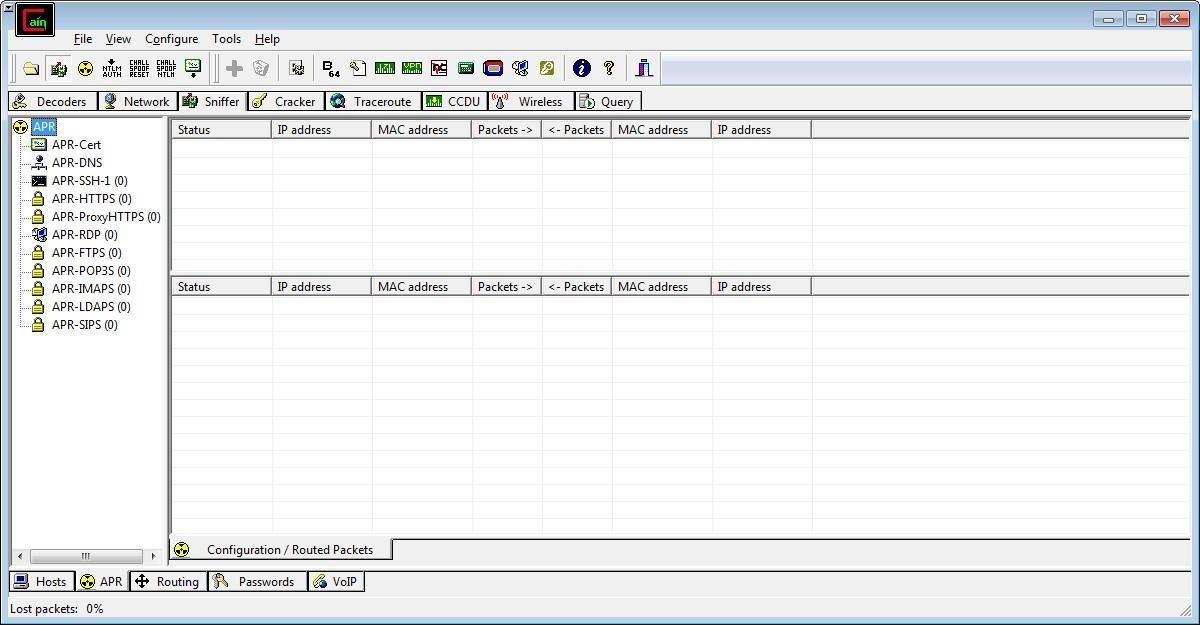 Cain
File View Configure Tools Help
NTLM AUTH CHALL SPOOF RESET CHALL SPOOF NTLM B64 VPN
Decoders Network Sniffer Cracker Traceroute CCDU Wireless Query
APR
APR-Cert
APR-DNS
APR-SSH-1 (0)
APR-HTTPS (0)
APR-ProxyHTTPS (0)
APR-RDP (0)
APR-FTPS (0)
APR-POP3S (0)
APR-IMAPS (0)
APR-LDAPS (0)
APR-SIPS (0)
Status IP address MAC address Packets -> <- Packets MAC address IP address
Status IP address MAC address Packets -> <- Packets MAC address IP address
Configuration / Routed Packets
Hosts APR Routing Passwords VoIP
Lost packets: 0%